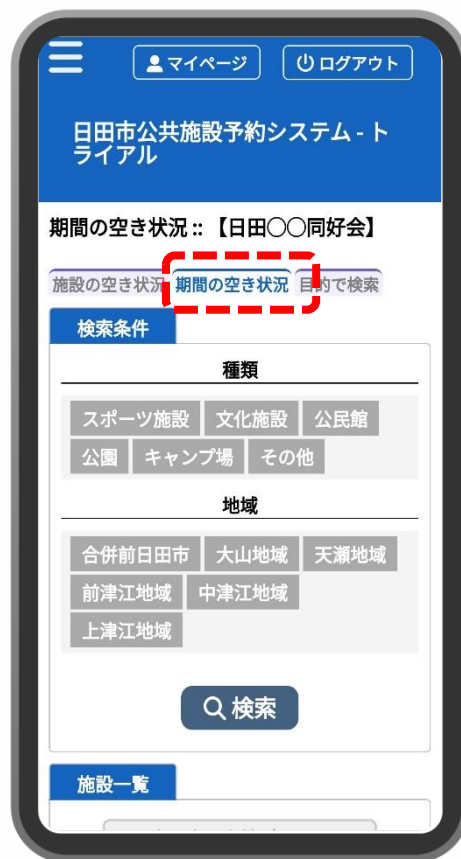 マイページ
ログアウト
日田市公共施設予約システム - ト
ライアル
期間の空き状況 :: 【日田〇〇同好会】
施設の空き状況 期間の空き状況 目的で検索
検索条件
種類
スポーツ施設 文化施設 公民館
公園 キャンプ場 その他
地域
合併前日田市 大山地域 天瀬地域
前津江地域 中津江地域
上津江地域
検索
施設一覧